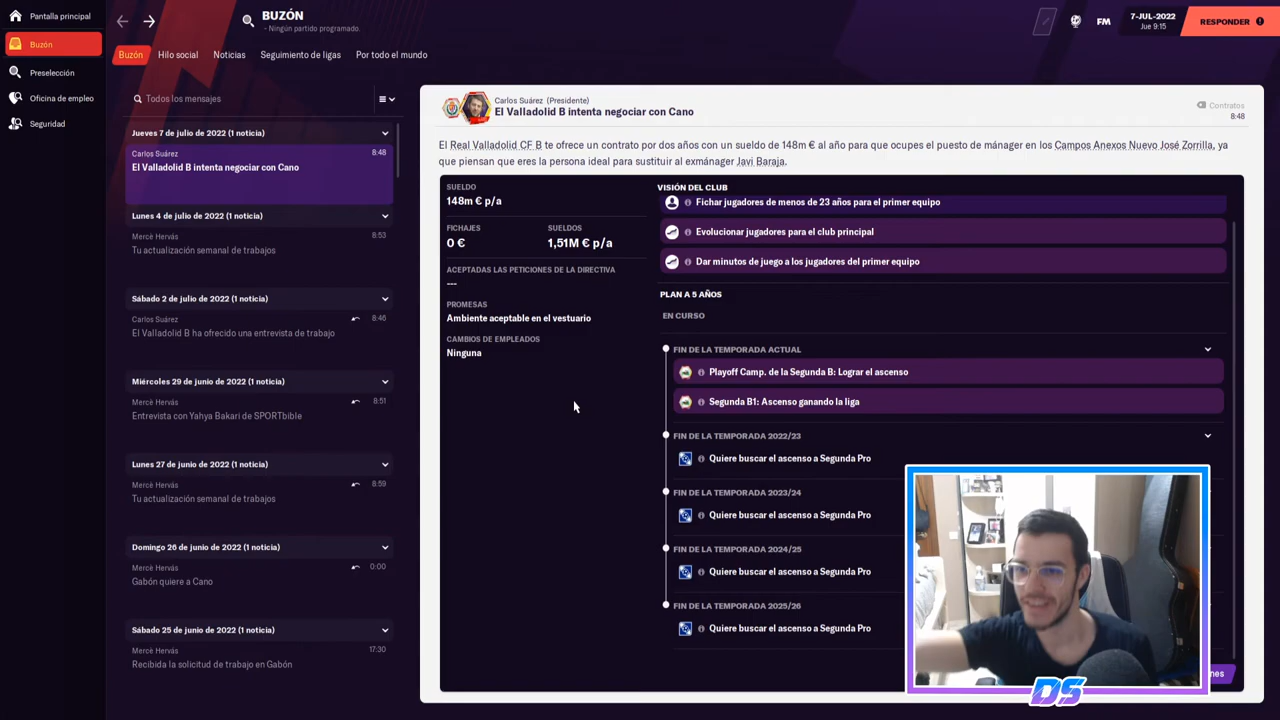 Pantalla principal
Buzón
Preselección
Oficina de empleo
Seguridad
BUZÓN
- Ningún partido programado.
FM
7-JUL-2022
Jue 9:15
RESPONDER
Buzón
Hilo social
Noticias
Seguimiento de ligas
Por todo el mundo
Todos los mensajes
Jueves 7 de julio de 2022 (1 noticia)
Carlos Suárez
8:48
El Valladolid B intenta negociar con Cano
Lunes 4 de julio de 2022 (1 noticia)
Mercè Hervás
8:53
Tu actualización semanal de trabajos
Sábado 2 de julio de 2022 (1 noticia)
Carlos Suárez
8:46
El Valladolid B ha ofrecido una entrevista de trabajo
Miércoles 29 de junio de 2022 (1 noticia)
Mercè Hervás
8:51
Entrevista con Yahya Bakari de SPORTbible
Lunes 27 de junio de 2022 (1 noticia)
Mercè Hervás
8:59
Tu actualización semanal de trabajos
Domingo 26 de junio de 2022 (1 noticia)
Mercè Hervás
0:00
Gabón quiere a Cano
Sábado 25 de junio de 2022 (1 noticia)
Mercè Hervás
17:30
Recibida la solicitud de trabajo en Gabón
Carlos Suárez (Presidente)
El Valladolid B intenta negociar con Cano
Contratos
8:48
El Real Valladolid CF B te ofrece un contrato por dos años con un sueldo de 148m € al año para que ocupes el puesto de mánager en los Campos Anexos Nuevo José Zorrilla, ya
que piensan que eres la persona ideal para sustituir al exmánager Javi Baraja.
SUELDO
148m € p/a
FICHAJES
0 €
SUELDOS
1,51M € p/a
ACEPTADAS LAS PETICIONES DE LA DIRECTIVA
---
PROMESAS
Ambiente aceptable en el vestuario
CAMBIOS DE EMPLEADOS
Ninguna
VISIÓN DEL CLUB
Fichar jugadores de menos de 23 años para el primer equipo
Evolucionar jugadores para el club principal
Dar minutos de juego a los jugadores del primer equipo
PLAN A 5 AÑOS
EN CURSO
FIN DE LA TEMPORADA ACTUAL
Playoff Camp. de la Segunda B: Lograr el ascenso
Segunda B1: Ascenso ganando la liga
FIN DE LA TEMPORADA 2022/23
Quiere buscar el ascenso a Segunda Pro
FIN DE LA TEMPORADA 2023/24
Quiere buscar el ascenso a Segunda Pro
FIN DE LA TEMPORADA 2024/25
Quiere buscar el ascenso a Segunda Pro
FIN DE LA TEMPORADA 2025/26
Quiere buscar el ascenso a Segunda Pro
nes
DS